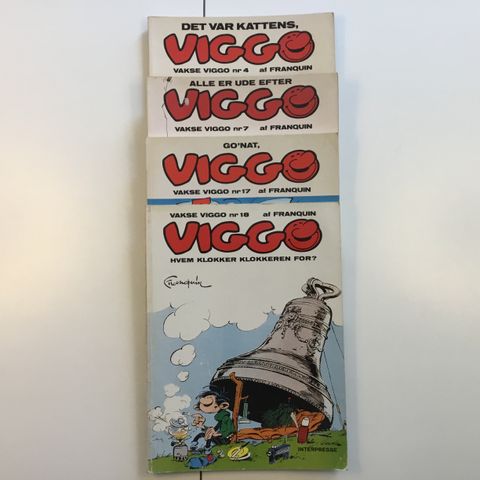 DET VAR KATTENS,
VIGGO
VAKSE VIGGO nr 4 af FRANQUIN
ALLE ER UDE EFTER
VIGGO
VAKSE VIGGO nr 7 af FRANQUIN
GO'NAT,
VIGGO
VAKSE VIGGO nr 17 af FRANQUIN
VAKSE VIGGO nr 18 af FRANQUIN
VIGGO
HVEM KLOKKER KLOKKEREN FOR?
Franquin
INTERPRESSE